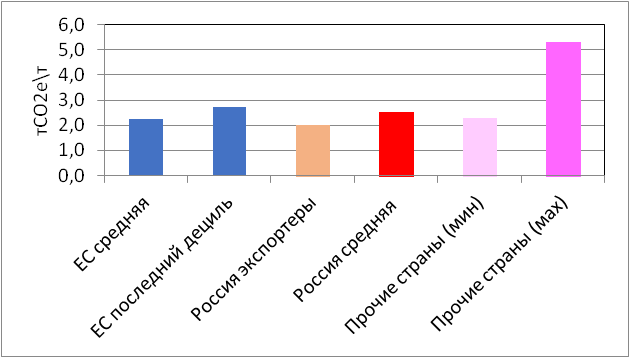 6,0
5,0
4,0
3,0
2,0
1,0
0,0
тCO2e\т
ЕС средняя
ЕС последний дециль
Россия экспортеры
Россия средняя
Прочие страны (мин)
Прочие страны (мах)